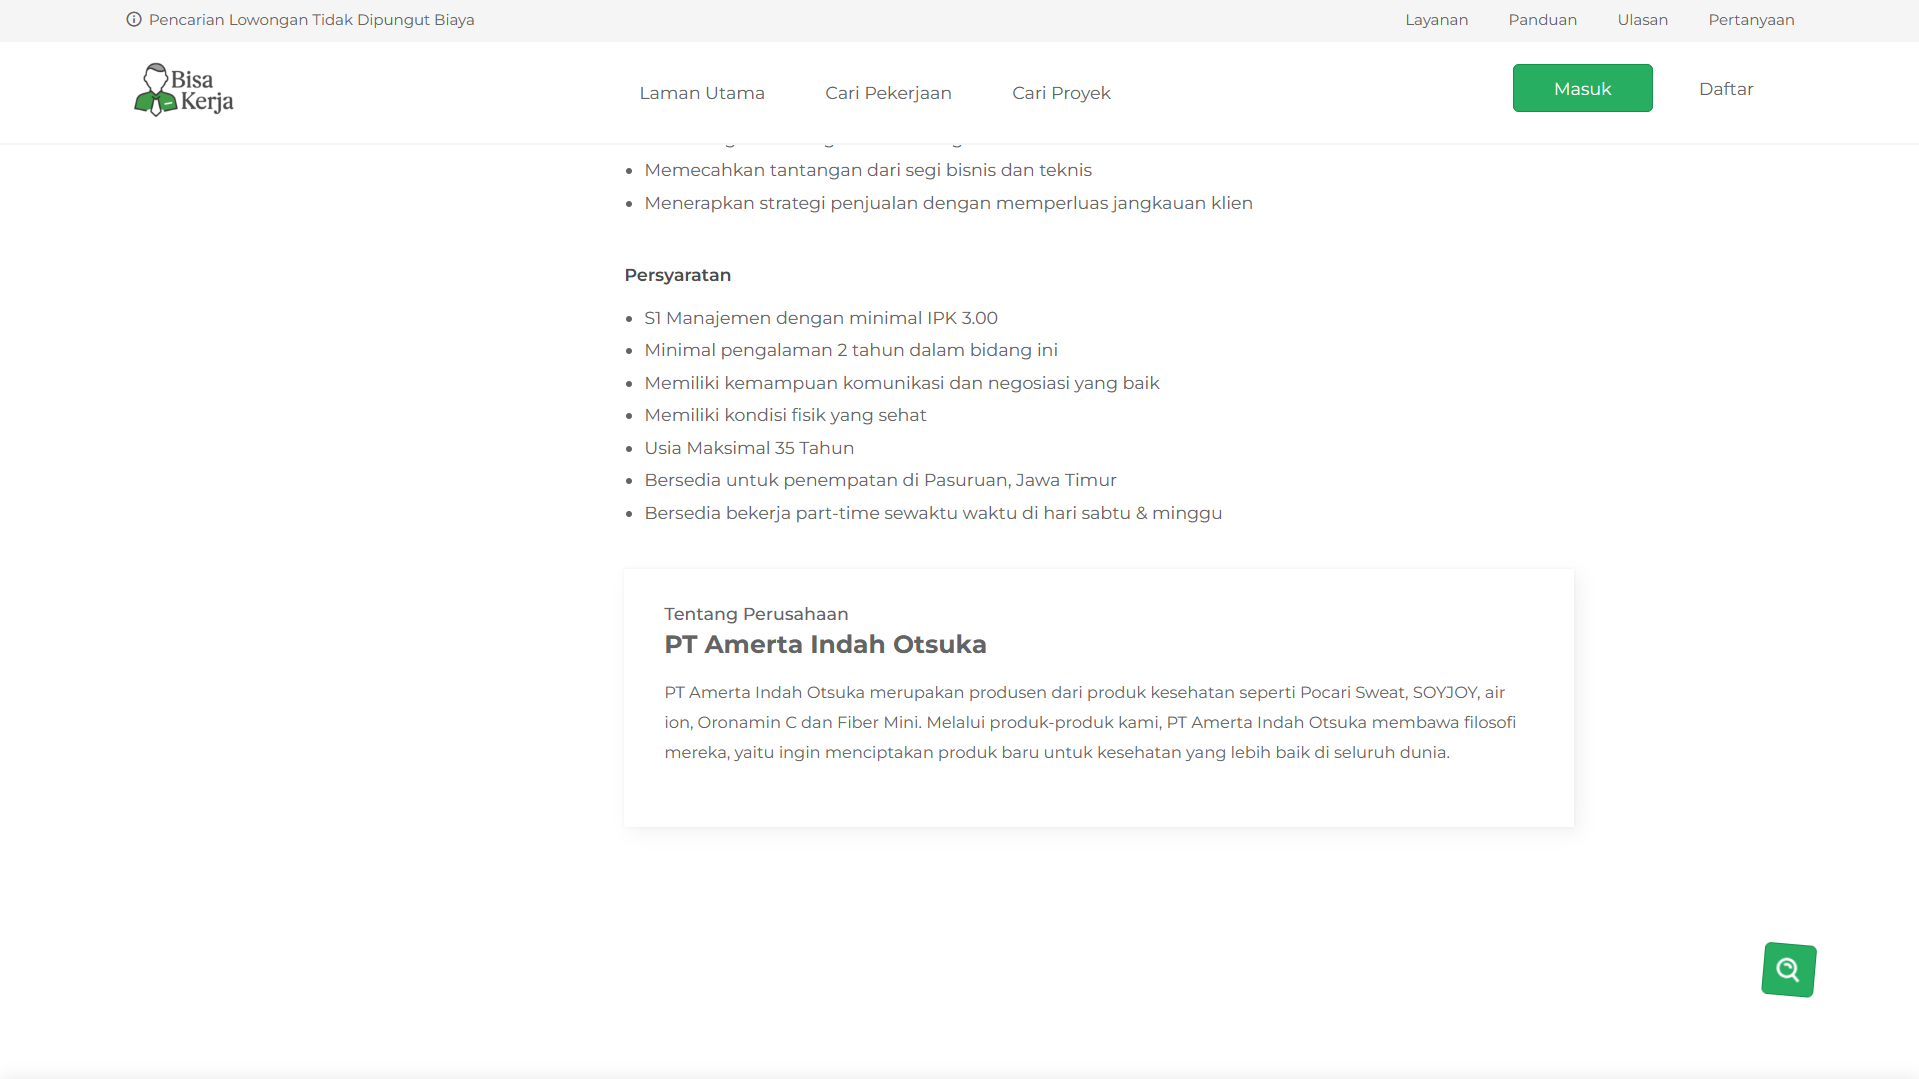 Pencarian Lowongan Tidak Dipungut Biaya
Layanan Panduan Ulasan Pertanyaan
Bisa
Kerja
Laman Utama Cari Pekerjaan Cari Proyek
Masuk Daftar
Memecahkan tantangan dari segi bisnis dan teknis
Menerapkan strategi penjualan dengan memperluas jangkauan klien
Persyaratan
S1 Manajemen dengan minimal IPK 3.00
Minimal pengalaman 2 tahun dalam bidang ini
Memiliki kemampuan komunikasi dan negosiasi yang baik
Memiliki kondisi fisik yang sehat
Usia Maksimal 35 Tahun
Bersedia untuk penempatan di Pasuruan, Jawa Timur
Bersedia bekerja part-time sewaktu waktu di hari sabtu & minggu
Tentang Perusahaan
PT Amerta Indah Otsuka
PT Amerta Indah Otsuka merupakan produsen dari produk kesehatan seperti Pocari Sweat, SOYJOY, air
ion, Oronamin C dan Fiber Mini. Melalui produk-produk kami, PT Amerta Indah Otsuka membawa filosofi
mereka, yaitu ingin menciptakan produk baru untuk kesehatan yang lebih baik di seluruh dunia.